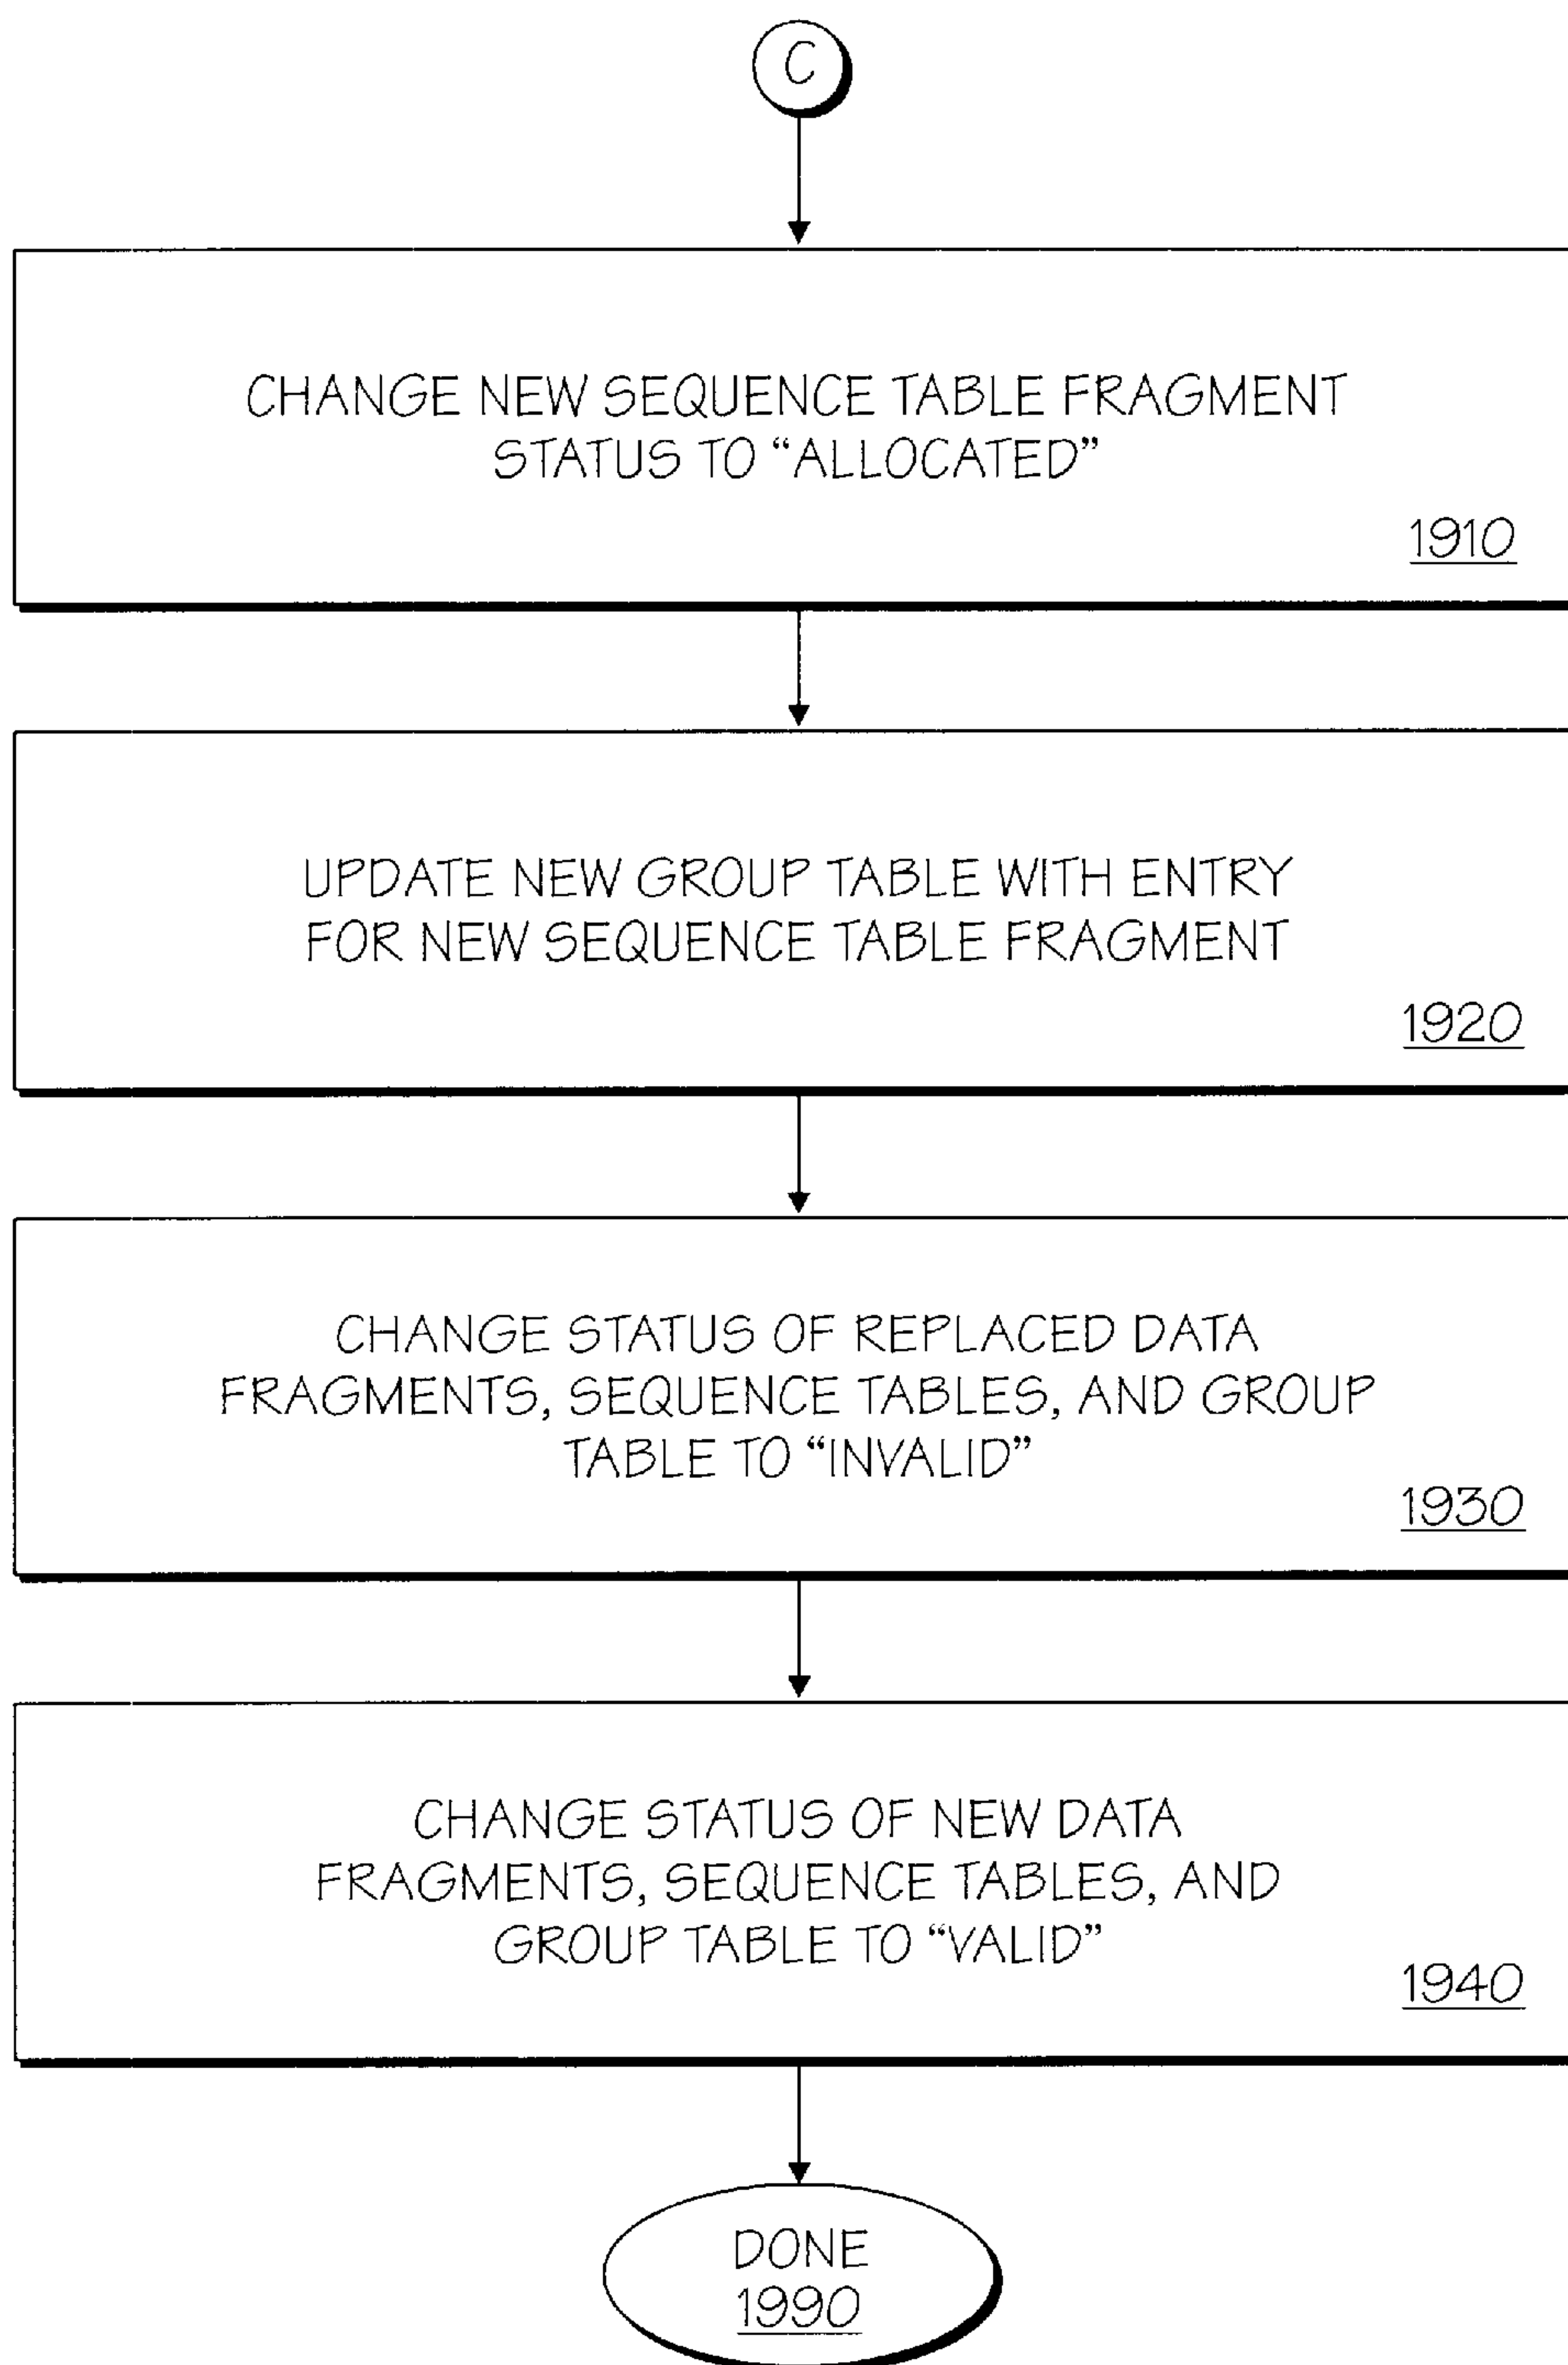 C
CHANGE NEW SEQUENCE TABLE FRAGMENT
STATUS TO “ALLOCATED”
1910
UPDATE NEW GROUP TABLE WITH ENTRY
FOR NEW SEQUENCE TABLE FRAGMENT
1920
CHANGE STATUS OF REPLACED DATA
FRAGMENTS, SEQUENCE TABLES, AND GROUP
TABLE TO “INVALID”
1930
CHANGE STATUS OF NEW DATA
FRAGMENTS, SEQUENCE TABLES, AND
GROUP TABLE TO “VALID”
1940
DONE
1990